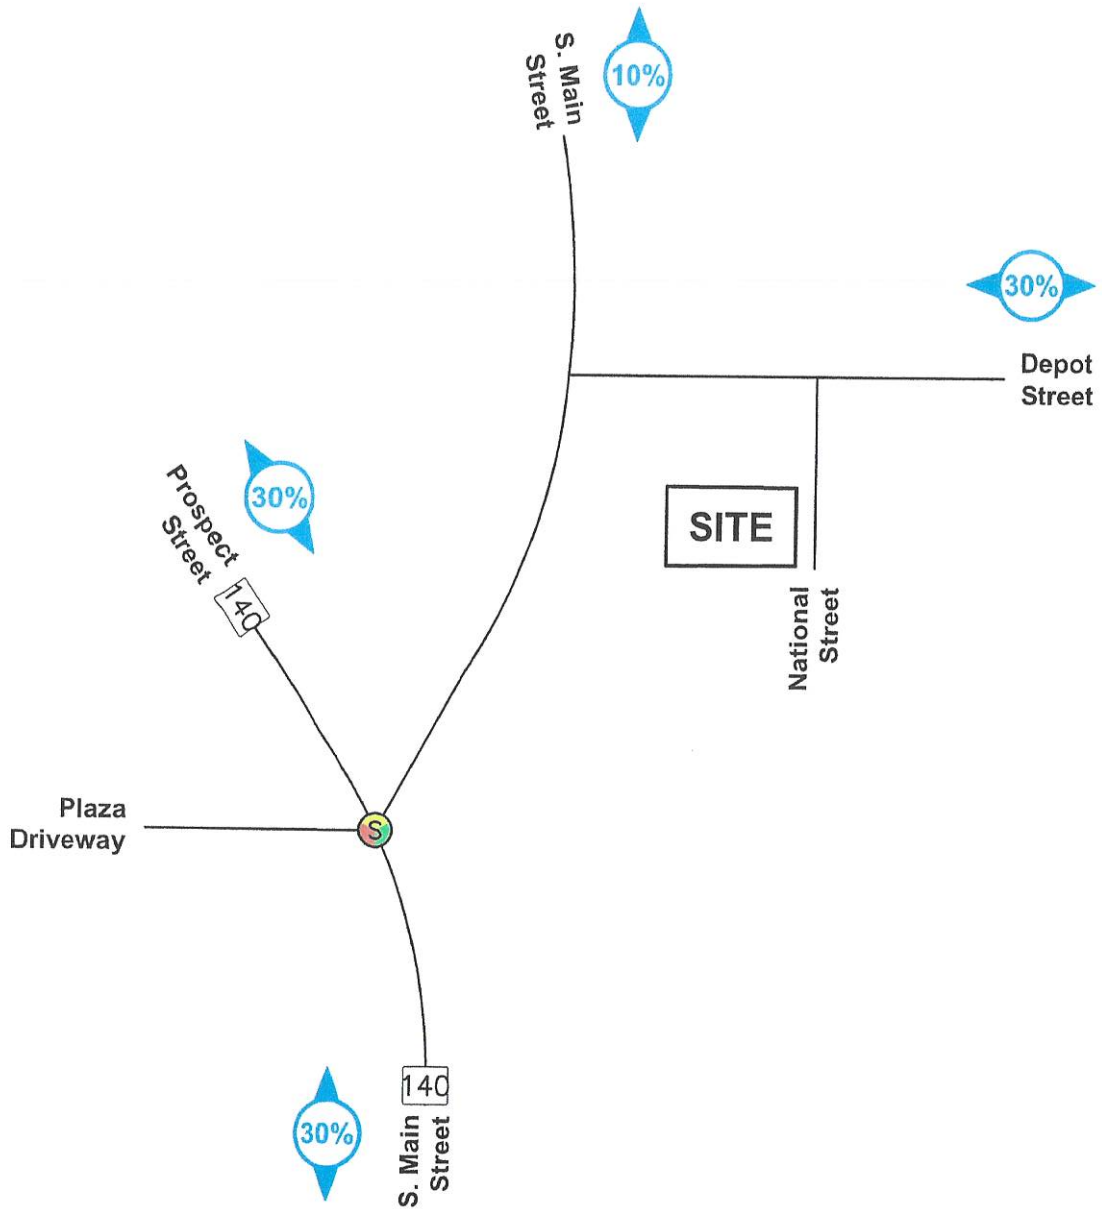 S. Main
Street
10%
30%
Depot
Street
30%
Prospect
Street
140
SITE
National
Street
Plaza
Driveway
S
140
30%
S. Main
Street